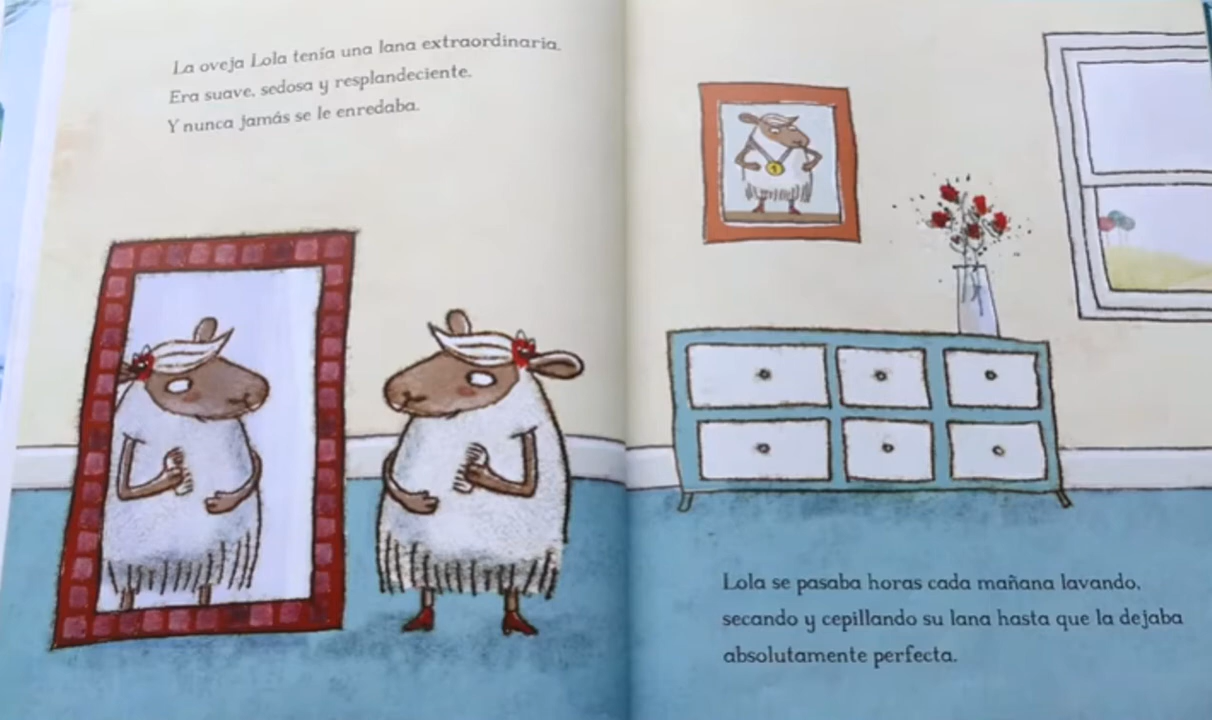 La oveja Lola tenía una lana extraordinaria.
Era suave, sedosa y resplandeciente.
Y nunca jamás se le enredaba.
1
Lola se pasaba horas cada mañana lavando,
secando y cepillando su lana hasta que la dejaba
absolutamente perfecta.